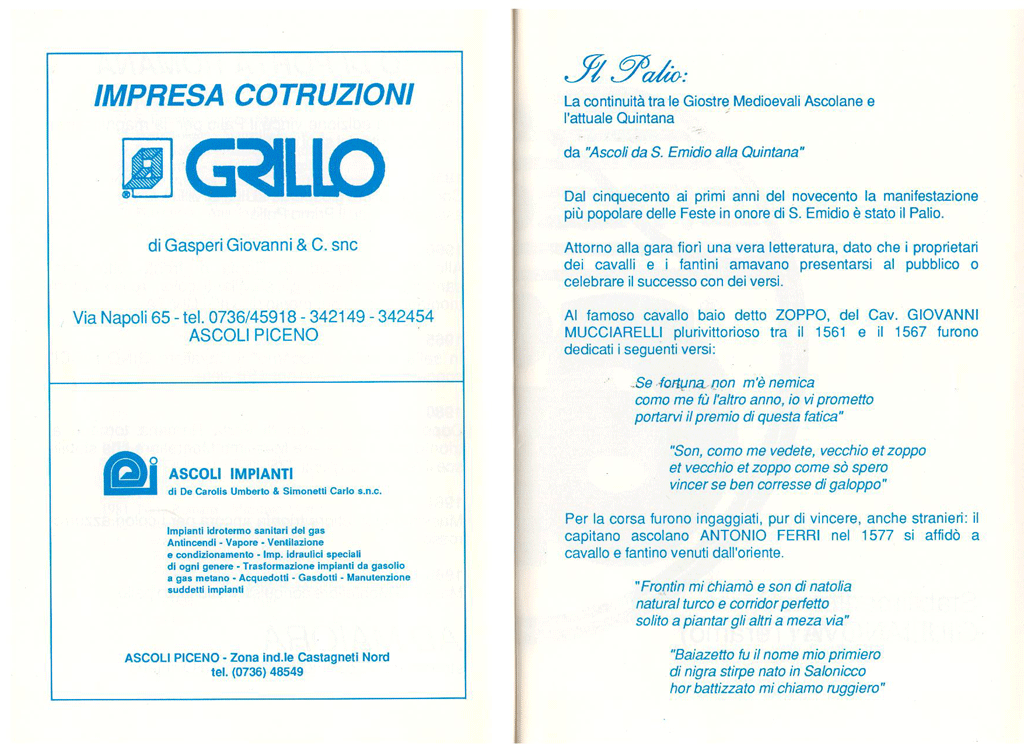 IMPRESA COTRUZIONI
GRILLO
®
di Gasperi Giovanni & C. snc
Via Napoli 65 - tel. 0736/45918 - 342149 - 342454
ASCOLI PICENO
ASCOLI IMPIANTI
di De Carolis Umberto & Simonetti Carlo s.n.c.
Impianti idrotermo sanitari del gas
Antincendi - Vapore - Ventilazione
e condizionamento - Imp. idraulici speciali
di ogni genere - Trasformazione impianti da gasolio
a gas metano - Acquedotti - Gasdotti - Manutenzione
suddetti impianti
ASCOLI PICENO - Zona ind.le Castagneti Nord
tel. (0736) 48549
Il Palio:
La continuità tra le Giostre Medioevali Ascolane e
l'attuale Quintana
da "Ascoli da S. Emidio alla Quintana"
Dal cinquecento ai primi anni del novecento la manifestazione
più popolare delle Feste in onore di S. Emidio è stato il Palio.
Attorno alla gara fiorì una vera letteratura, dato che i proprietari
dei cavalli e i fantini amavano presentarsi al pubblico o
celebrare il successo con dei versi.
Al famoso cavallo baio detto ZOPPO, del Cav. GIOVANNI
MUCCIARELLI plurivittorioso tra il 1561 e il 1567 furono
dedicati i seguenti versi:
Se fortuna non m'è nemica
como me fù l'altro anno, io vi prometto
portarvi il premio di questa fatica"
"Son, como me vedete, vecchio et zoppo
et vecchio et zoppo come sò spero
vincer se ben corresse di galoppo"
Per la corsa furono ingaggiati, pur di vincere, anche stranieri: il
capitano ascolano ANTONIO FERRI nel 1577 si affidò a
cavallo e fantino venuti dall'oriente.
"Frontin mi chiamò e son di natolia
natural turco e corridor perfetto
solito a piantar gli altri a meza via"
"Baiazetto fu il nome mio primiero
di nigra stirpe nato in Salonicco
hor battizzato mi chiamo ruggiero"